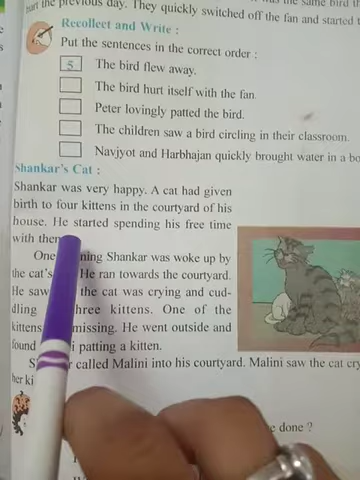 hurt the previous day. They quickly switched off the fan and started
Recollect and Write :
Put the sentences in the correct order :
5 The bird flew away.
The bird hurt itself with the fan.
Peter lovingly patted the bird.
The children saw a bird circling in their classroom.
Navjyot and Harbhajan quickly brought water in a
Shankar's Cat :
Shankar was very happy. A cat had given
birth to four kittens in the courtyard of his
house. He started spending his free time
with
One Shankar was woke up by
the cat's He ran towards the courtyard.
He saw the cat was crying and cud-
dling three kittens. One of the
kittens missing. He went outside and
found patting a kitten.
called Malini into his courtyard. Malini saw the cat
her
done ?